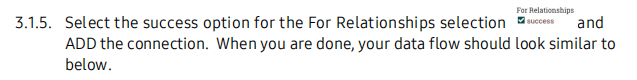 For Relationships
3.1.5. Select the success option for the For Relationships selection success and
ADD the connection. When you are done, your data flow should look similar to
below.